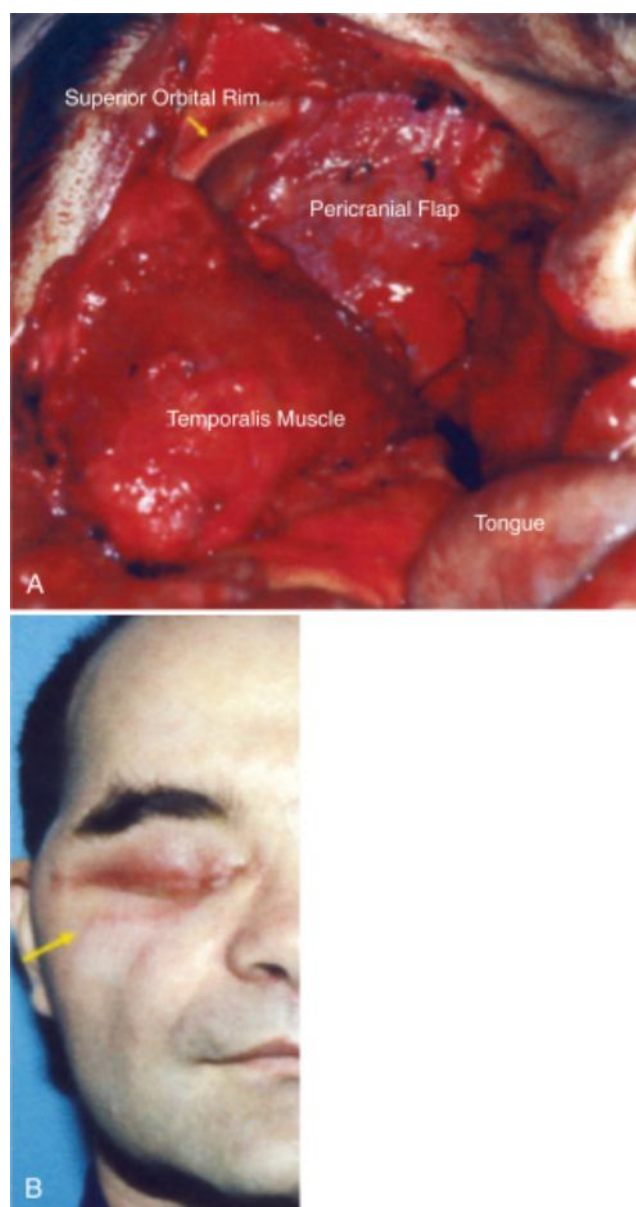 Superior Orbital Rim
Pericranial Flap
Temporalis Muscle
Tongue
A
B